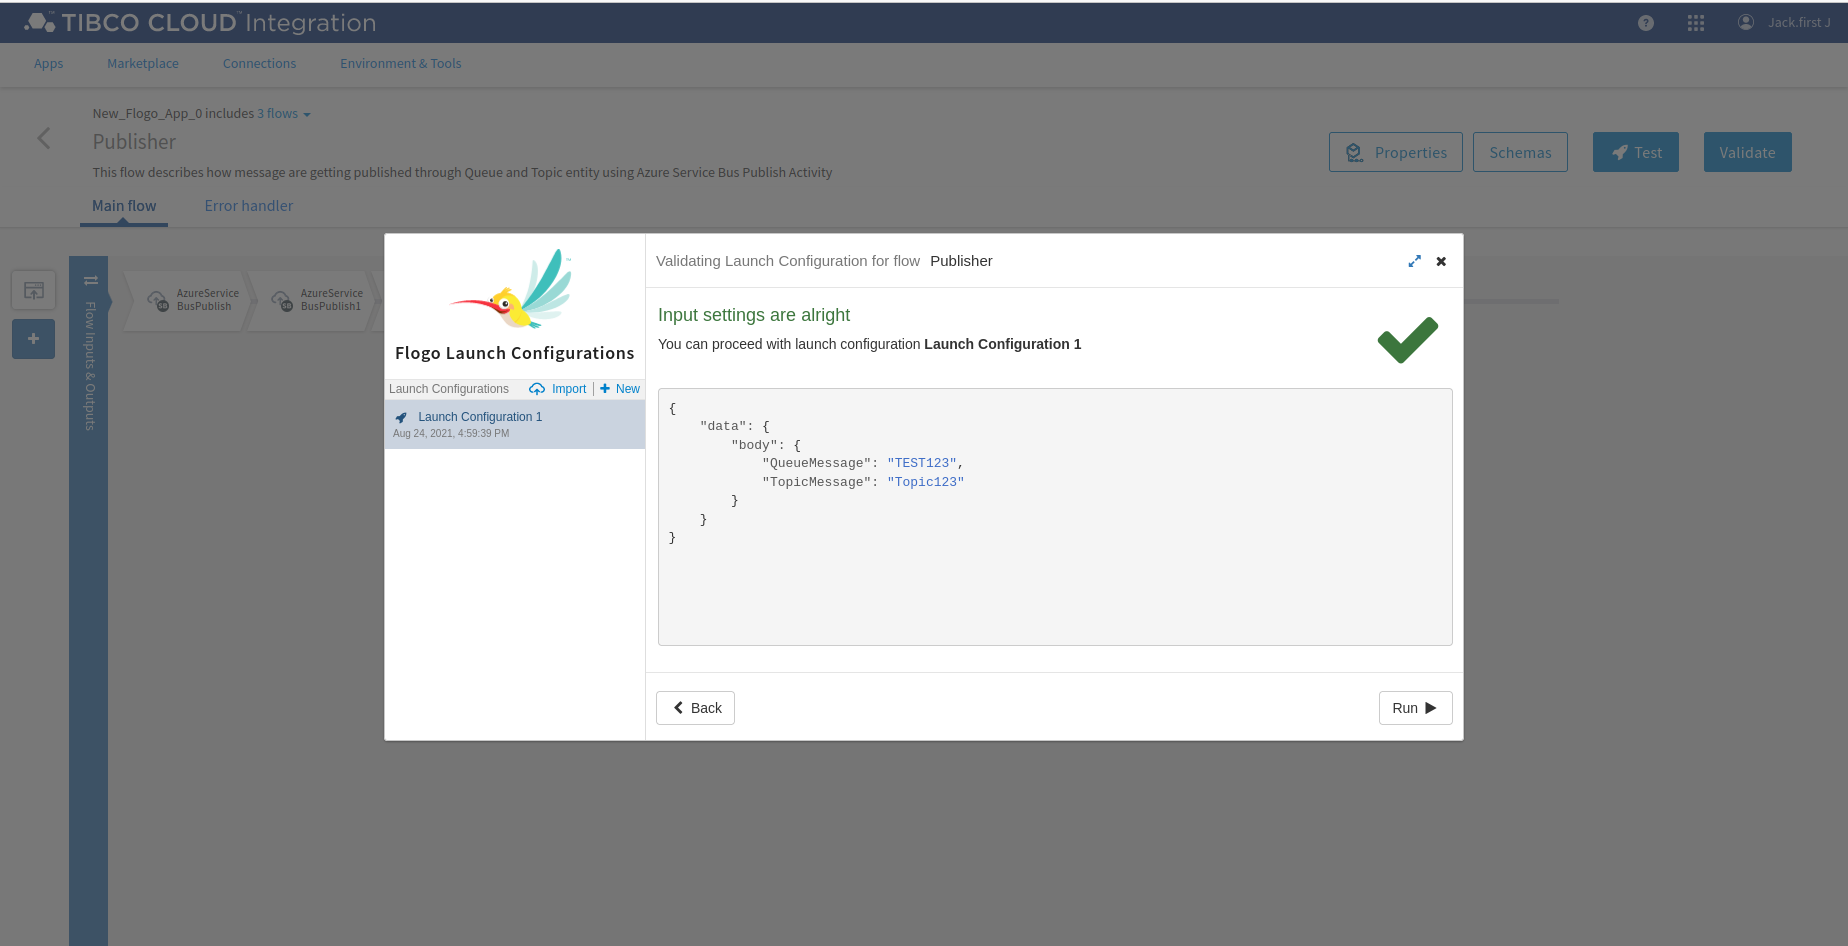 TIBCO CLOUD™ Integration
Jack.first J
Apps Marketplace Connections Environment & Tools
New_Flogo_App_0 includes 3 flows
Publisher
This flow describes how message are getting published through Queue and Topic entity using Azure Service Bus Publish Activity
Properties Schemas Test Validate
Main flow Error handler
Flow Inputs & Outputs
AzureService
BusPublish
AzureService
BusPublish1
Flogo Launch Configurations
Launch Configurations Import | New
Launch Configuration 1
Aug 24, 2021, 4:59:39 PM
Validating Launch Configuration for flow Publisher
Input settings are alright
You can proceed with launch configuration Launch Configuration 1
{
    "data": {
        "body": {
            "QueueMessage": "TEST123",
            "TopicMessage": "Topic123"
        }
    }
}
Back
Run